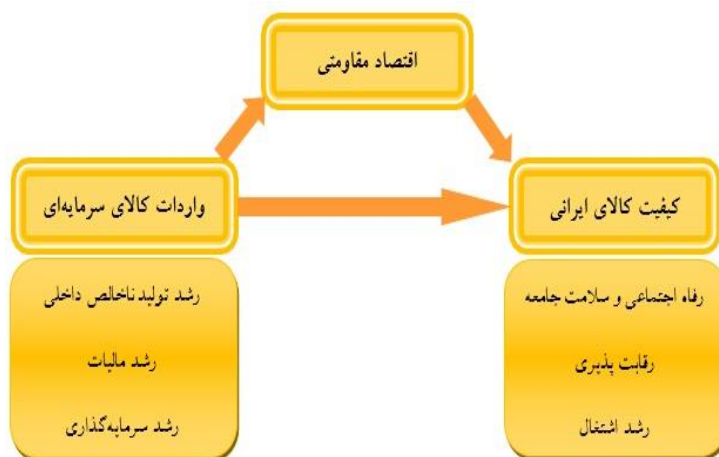 اقتصاد مقاومتی
کیفیت کالای ایرانی
واردات کالای سرمایه‌ای
رفاه اجتماعی و سلامت جامعه
رقابت پذیری
رشد اشتغال
رشد تولید ناخالص داخلی
رشد مالیات
رشد سرمایه‌گذاری